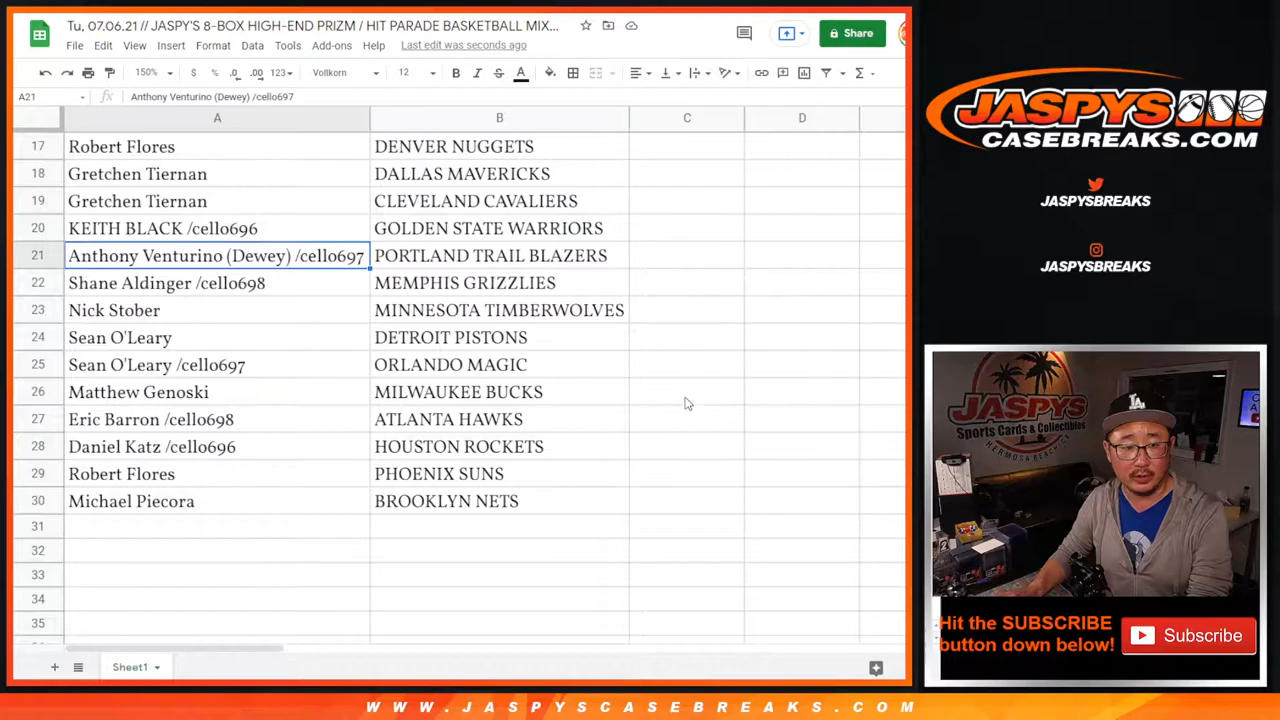 Tu, 07.06.21 // JASPY'S 8-BOX HIGH-END PRIZM / HIT PARADE BASKETBALL MIX...
File Edit View Insert Format Data Tools Add-ons Help Last edit was seconds ago
Share
150% $ % .0 .00 123 Vollkorn 12 B I S A
A21 fx Anthony Venturino (Dewey) /cello697
A B C D
17 Robert Flores DENVER NUGGETS
18 Gretchen Tiernan DALLAS MAVERICKS
19 Gretchen Tiernan CLEVELAND CAVALIERS
20 KEITH BLACK /cello696 GOLDEN STATE WARRIORS
21 Anthony Venturino (Dewey) /cello697 PORTLAND TRAIL BLAZERS
22 Shane Aldinger /cello698 MEMPHIS GRIZZLIES
23 Nick Stober MINNESOTA TIMBERWOLVES
24 Sean O'Leary DETROIT PISTONS
25 Sean O'Leary /cello697 ORLANDO MAGIC
26 Matthew Genoski MILWAUKEE BUCKS
27 Eric Barron /cello698 ATLANTA HAWKS
28 Daniel Katz /cello696 HOUSTON ROCKETS
29 Robert Flores PHOENIX SUNS
30 Michael Piecora BROOKLYN NETS
31
32
33
34
35
Sheet1
JASPYS
CASEBREAKS.COM
JASPYSBREAKS
JASPYSBREAKS
JASPYS
Sports Cards & Collectibles
HERMOSA BEACH
LA
Hit the SUBSCRIBE
button down below!
Subscribe
WWW.JASPYSCASEBREAKS.COM